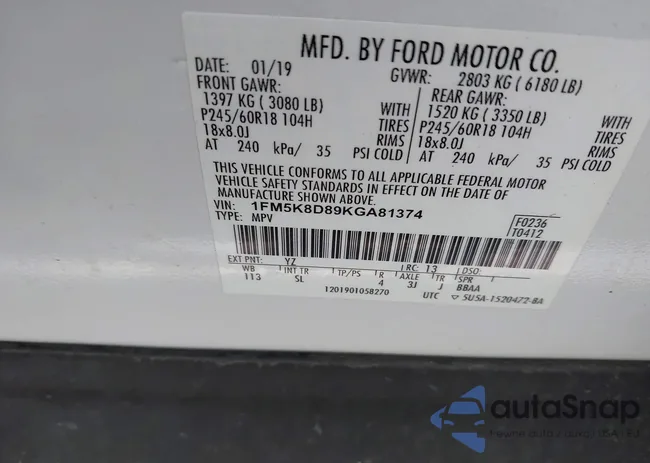 MFD. BY FORD MOTOR CO.
DATE: 01/19 GVWR: 2803 KG ( 6180 LB)
FRONT GAWR: REAR GAWR:
1397 KG ( 3080 LB) WITH 1520 KG ( 3350 LB) WITH
P245/60R18 104H TIRES P245/60R18 104H TIRES
18x8.0J RIMS 18x8.0J RIMS
AT 240 kPa/ 35 PSI COLD AT 240 kPa/ 35 PSI COLD
THIS VEHICLE CONFORMS TO ALL APPLICABLE FEDERAL MOTOR
VEHICLE SAFETY STANDARDS IN EFFECT ON THE DATE OF
MANUFACTURE SHOWN ABOVE.
VIN: 1FM5K8D89KGA81374
TYPE: MPV
F0236
T0412
EXT PNT: YZ RC: 13 DSO:
WB INT TR TP/PS R AXLE TR SPR
113 SL 4 3J J BBAA
1201901058270 UTC 5U5A-1520472-BA
autoSnap